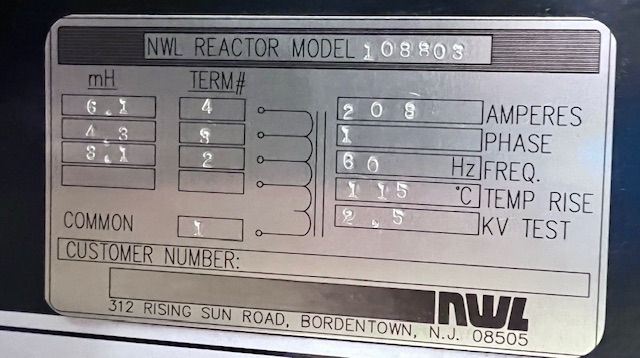 NWL REACTOR MODEL 108803
mH TERM#
6.1 4 208 AMPERES
4.3 3 1 PHASE
3.1 2 60 Hz FREQ.
115 °C TEMP RISE
COMMON 1 2.5 KV TEST
CUSTOMER NUMBER:
NWL
312 RISING SUN ROAD, BORDENTOWN, N.J. 08505